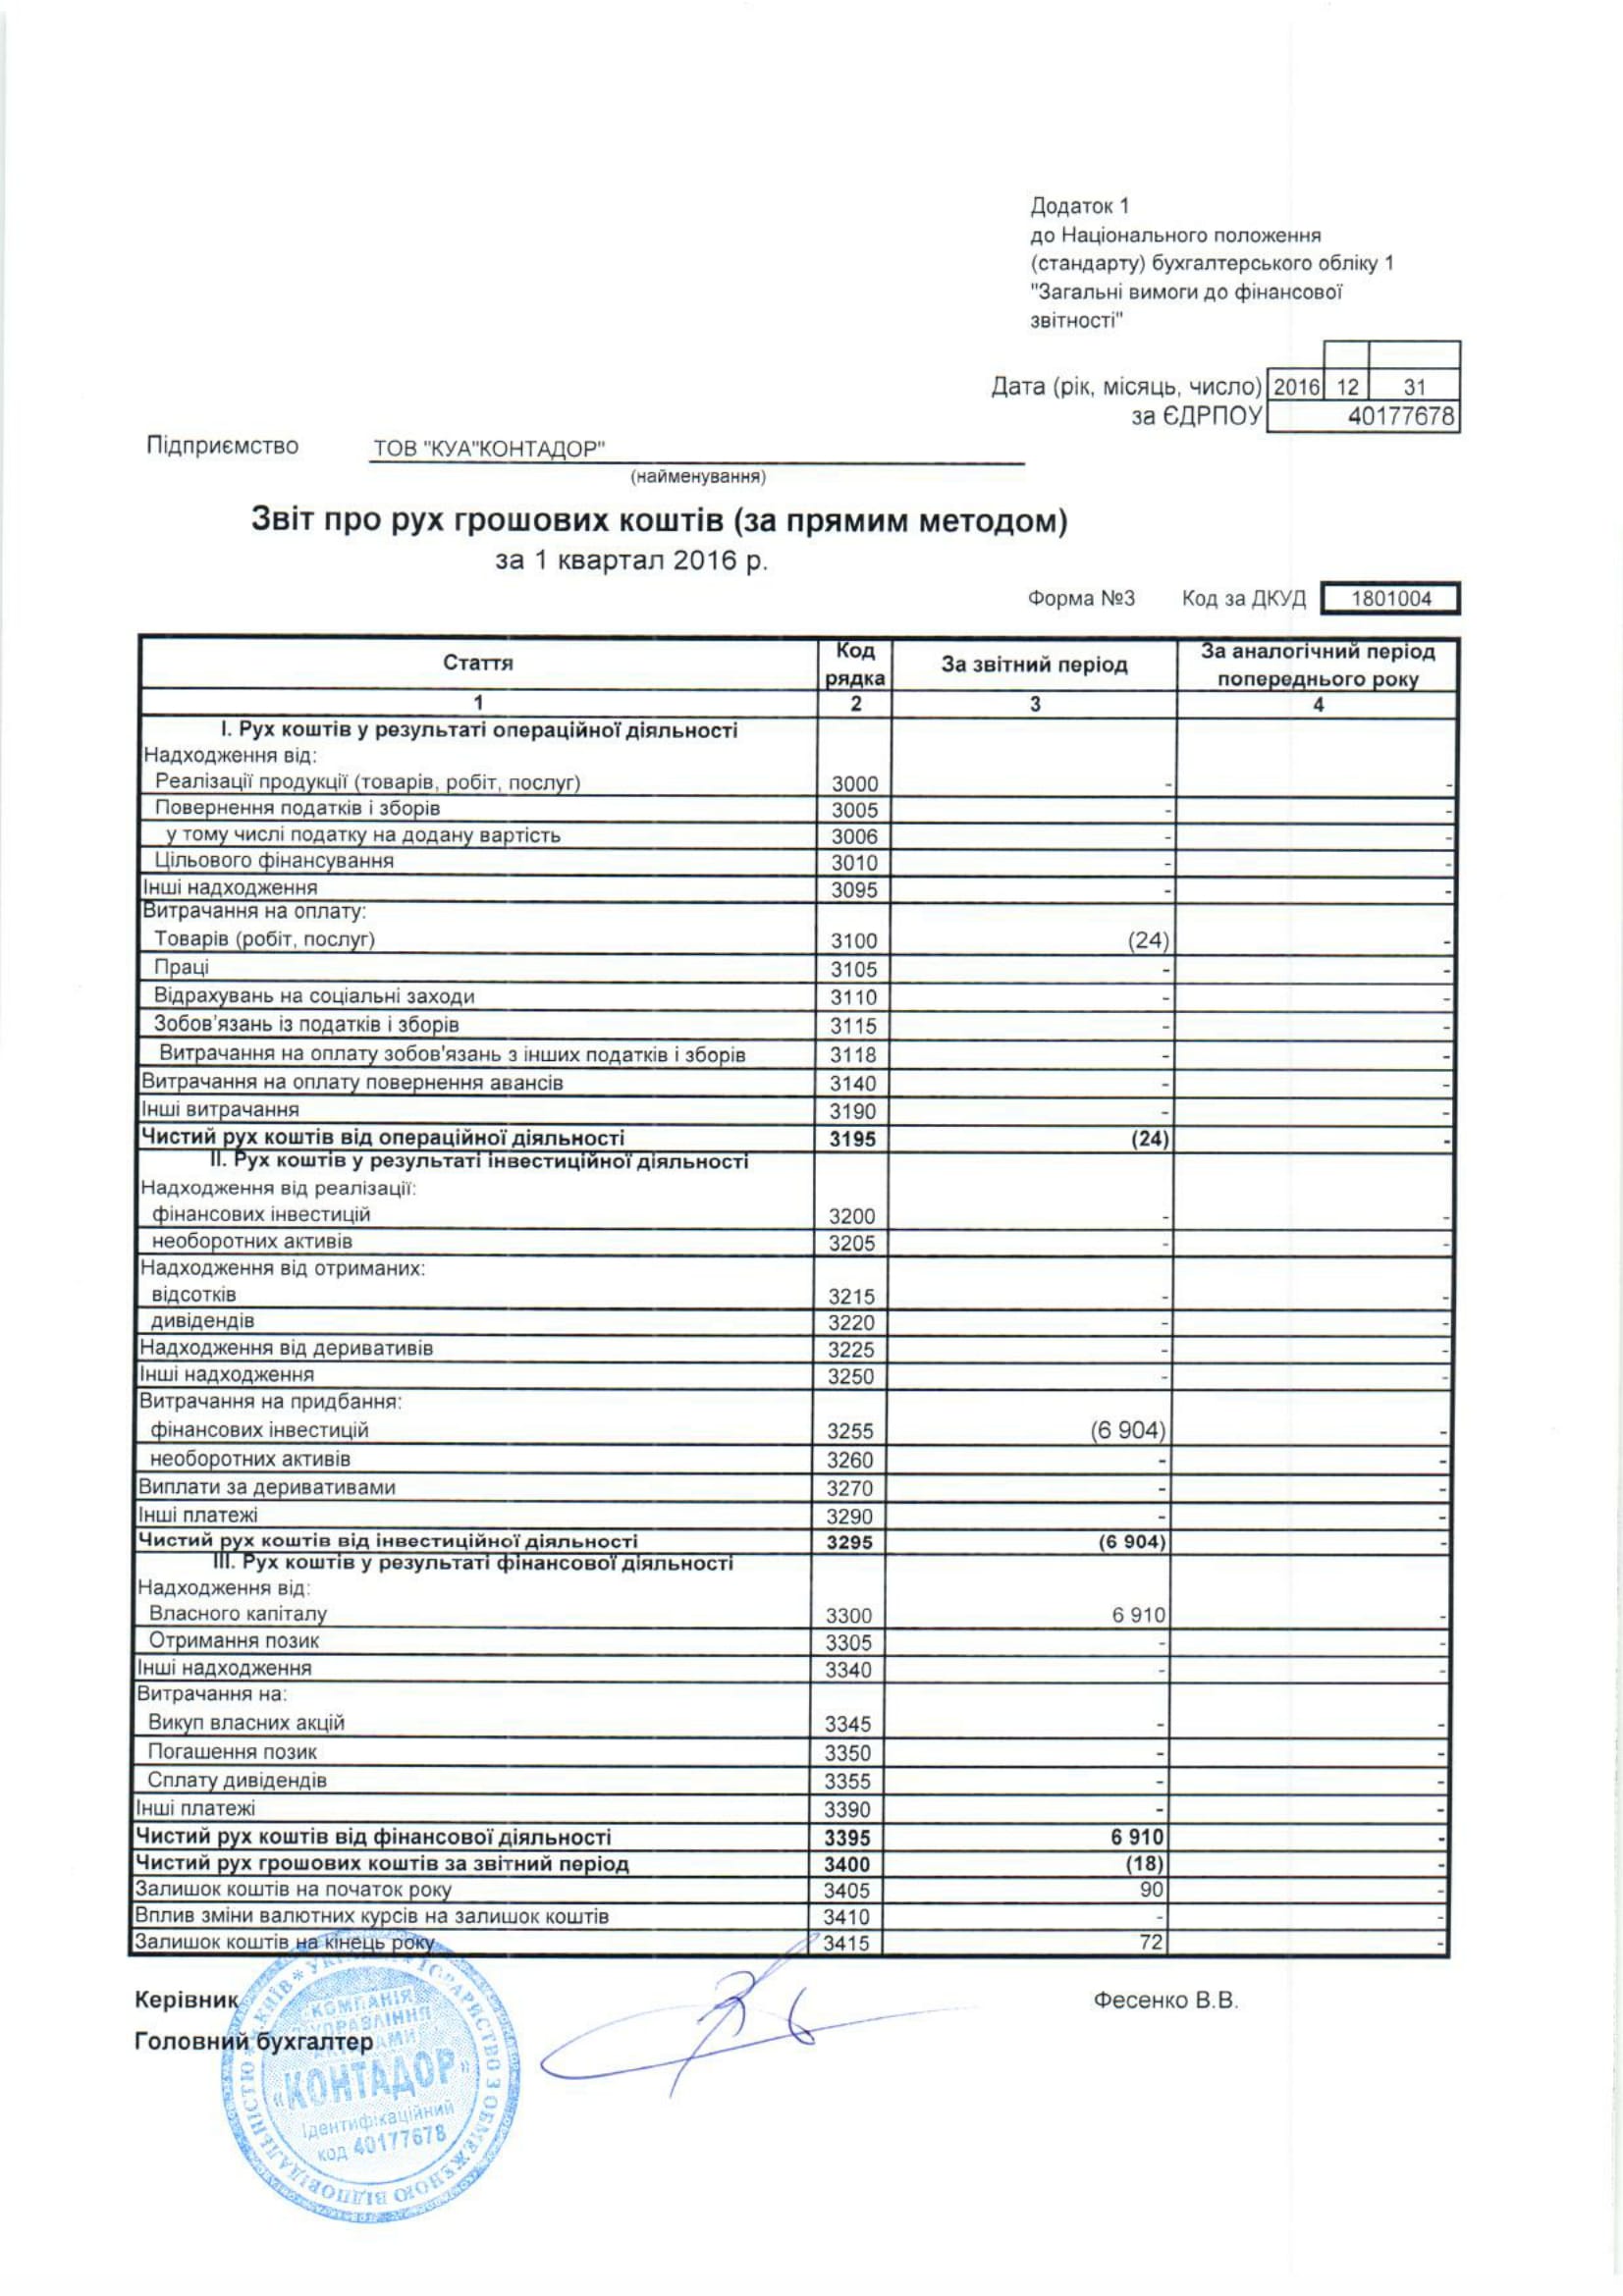 Додаток 1
до Національного положення
(стандарту) бухгалтерського обліку 1
"Загальні вимоги до фінансової
звітності"
Дата (рік, місяць, число) 2016 12 31
за ЄДРПОУ 40177678
Підприємство ТОВ "КУА"КОНТАДОР"
(найменування)
Звіт про рух грошових коштів (за прямим методом)
за 1 квартал 2016 р.
Форма №3 Код за ДКУД 1801004
Стаття Код рядка За звітний період За аналогічний період попереднього року
1 2 3 4
І. Рух коштів у результаті операційної діяльності
Надходження від:
Реалізації продукції (товарів, робіт, послуг) 3000 - -
Повернення податків і зборів 3005 - -
у тому числі податку на додану вартість 3006 - -
Цільового фінансування 3010 - -
Інші надходження 3095 - -
Витрачання на оплату:
Товарів (робіт, послуг) 3100 (24) -
Праці 3105 - -
Відрахувань на соціальні заходи 3110 - -
Зобов'язань із податків і зборів 3115 - -
Витрачання на оплату зобов'язань з інших податків і зборів 3118 - -
Витрачання на оплату повернення авансів 3140 - -
Інші витрачання 3190 - -
Чистий рух коштів від операційної діяльності 3195 (24) -
ІІ. Рух коштів у результаті інвестиційної діяльності
Надходження від реалізації:
фінансових інвестицій 3200 - -
необоротних активів 3205 - -
Надходження від отриманих:
відсотків 3215 - -
дивідендів 3220 - -
Надходження від деривативів 3225 - -
Інші надходження 3250 - -
Витрачання на придбання:
фінансових інвестицій 3255 (6 904) -
необоротних активів 3260 - -
Виплати за деривативами 3270 - -
Інші платежі 3290 - -
Чистий рух коштів від інвестиційної діяльності 3295 (6 904) -
ІІІ. Рух коштів у результаті фінансової діяльності
Надходження від:
Власного капіталу 3300 6 910 -
Отримання позик 3305 - -
Інші надходження 3340 - -
Витрачання на:
Викуп власних акцій 3345 - -
Погашення позик 3350 - -
Сплату дивідендів 3355 - -
Інші платежі 3390 - -
Чистий рух коштів від фінансової діяльності 3395 6 910 -
Чистий рух грошових коштів за звітний період 3400 (18) -
Залишок коштів на початок року 3405 90 -
Вплив зміни валютних курсів на залишок коштів 3410 - -
Залишок коштів на кінець року 3415 72 -
Керівник Фесенко В.В.
Головний бухгалтер
УКРАЇНА * ТОВАРИСТВО З ОБМЕЖЕНОЮ ВІДПОВІДАЛЬНІСТЮ * КИЇВ *
КОМПАНІЯ
УПРАВЛІННЯ
АКТИВАМИ
«КОНТАДОР»
Ідентифікаційний
код 40177678